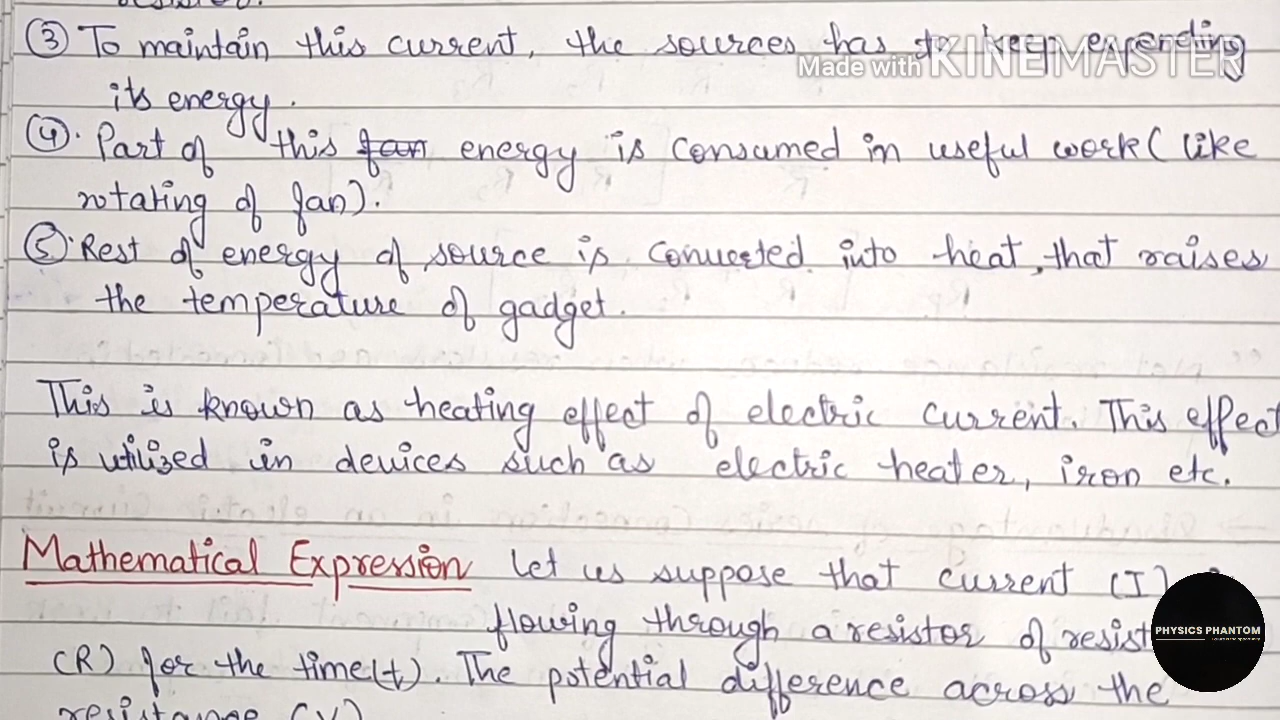 ③ To maintain this current, the sources has to keep expending
Made with KINEMASTER
its energy.
④. Part of this fan energy is consumed in useful work( like
rotating of fan).
⑤. Rest of energy of source is converted into heat, that raises
the temperature of gadget.
This is known as heating effect of electric current. This effect
is utilized in devices such as electric heater, iron etc.
Mathematical Expression Let us suppose that current (I)
flowing through a resistor of resist
PHYSICS PHANTOM
(R) for the time(t). The potential difference across the
resistance (V)